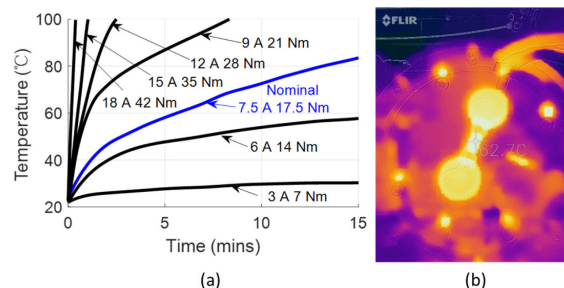 100
80
60
40
20
0
5
10
15
Temperature (℃)
Time (mins)
9 A 21 Nm
12 A 28 Nm
15 A 35 Nm
18 A 42 Nm
Nominal
7.5 A 17.5 Nm
6 A 14 Nm
3 A 7 Nm
(a)
FLIR
62.7C
(b)